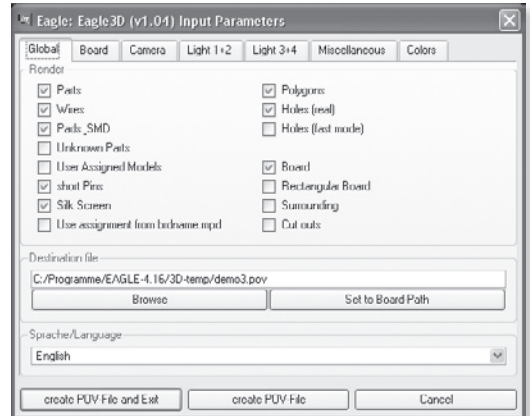 Eagle: Eagle3D (v1.04) Input Parameters
Global Board Camera Light 1+2 Light 3+4 Miscellaneous Colors
Render
Parts
Wires
Pads_SMD
Unknown Parts
User Assigned Models
short Pins
Silk Screen
Use assignment from brdname.mpd
Polygons
Holes (real)
Holes (fast mode)
Board
Rectangular Board
Surrounding
Cut outs
Destination file
C:/Programme/EAGLE-4.16/3D-temp/demo3.pov
Browse Set to Board Path
Sprache/Language
English
create POV-File and Exit create POV-File Cancel